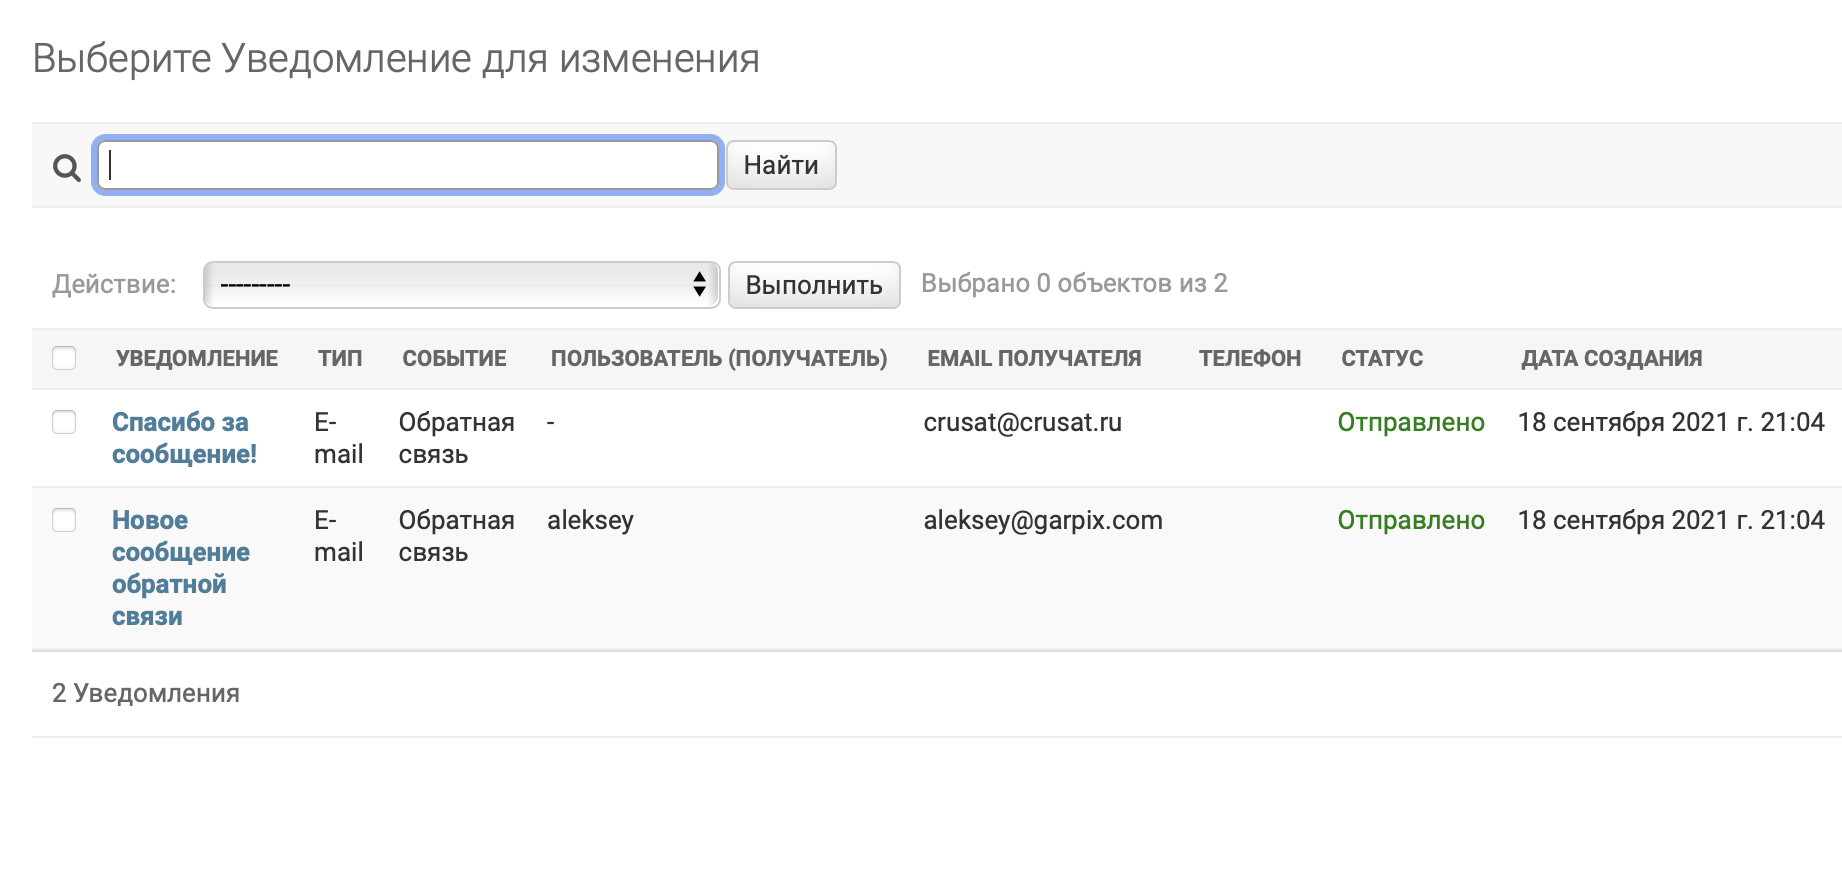 Выберите Уведомление для изменения
Найти
Действие: --------- Выполнить Выбрано 0 объектов из 2
УВЕДОМЛЕНИЕ ТИП СОБЫТИЕ ПОЛЬЗОВАТЕЛЬ (ПОЛУЧАТЕЛЬ) EMAIL ПОЛУЧАТЕЛЯ ТЕЛЕФОН СТАТУС ДАТА СОЗДАНИЯ
Спасибо за E- Обратная - crusat@crusat.ru Отправлено 18 сентября 2021 г. 21:04
сообщение! mail связь
Новое E- Обратная aleksey aleksey@garpix.com Отправлено 18 сентября 2021 г. 21:04
сообщение mail связь
обратной
связи
2 Уведомления